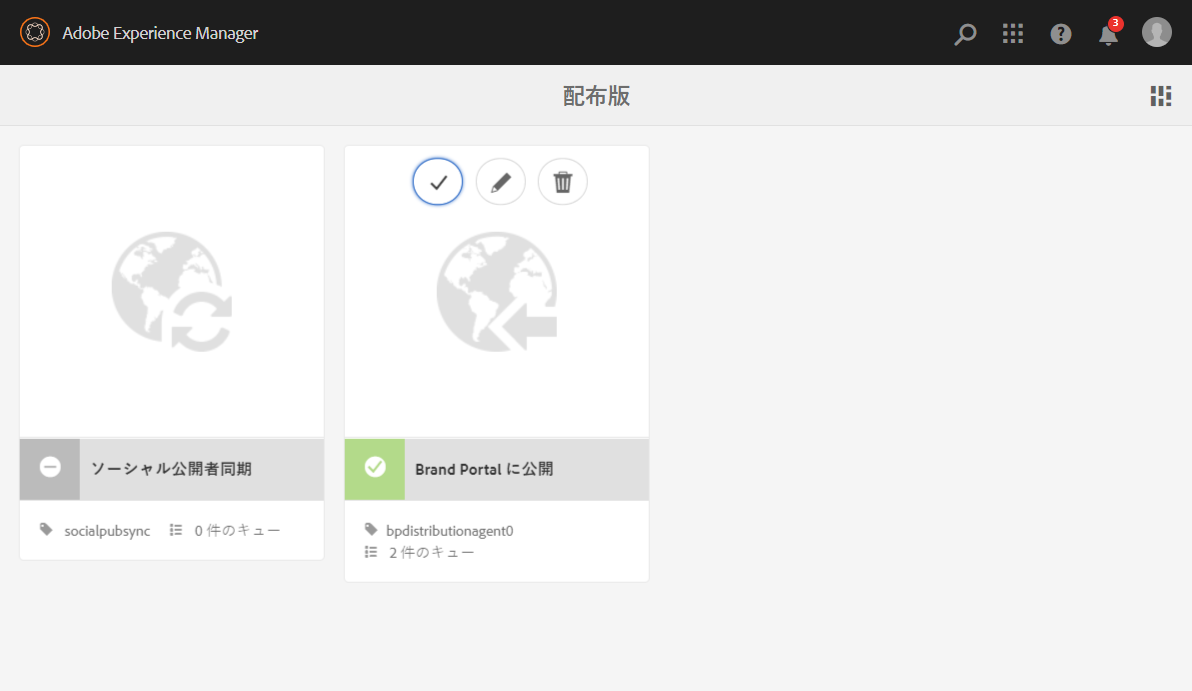 Adobe Experience Manager
3
配布版
ソーシャル公開者同期
socialpubsync 0 件のキュー
Brand Portal に公開
bpdistributionagent0
2 件のキュー